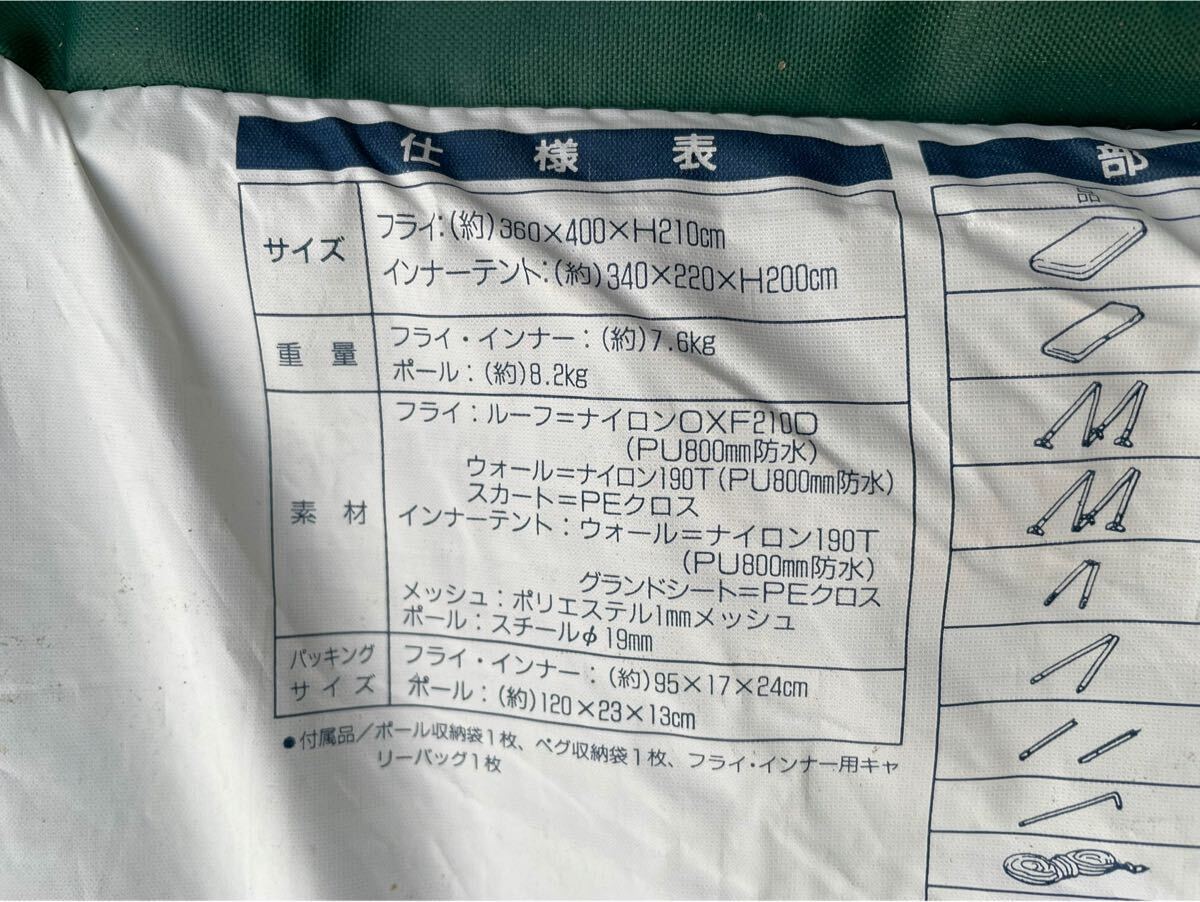 仕様表
サイズ
フライ:(約)360×400×H210cm
インナーテント:(約)340×220×H200cm
重量
フライ・インナー:(約)7.6kg
ポール:(約)8.2kg
素材
フライ:ルーフ=ナイロンOXF210D
(PU800mm防水)
ウォール=ナイロン190T(PU800mm防水)
スカート=PEクロス
インナーテント:ウォール=ナイロン190T
(PU800mm防水)
グランドシート=PEクロス
メッシュ:ポリエステル1mmメッシュ
ポール:スチールφ19mm
パッキング
サイズ
フライ・インナー:(約)95×17×24cm
ポール:(約)120×23×13cm
●付属品/ポール収納袋1枚、ペグ収納袋1枚、フライ・インナー用キャ
リーバッグ1枚
部
品